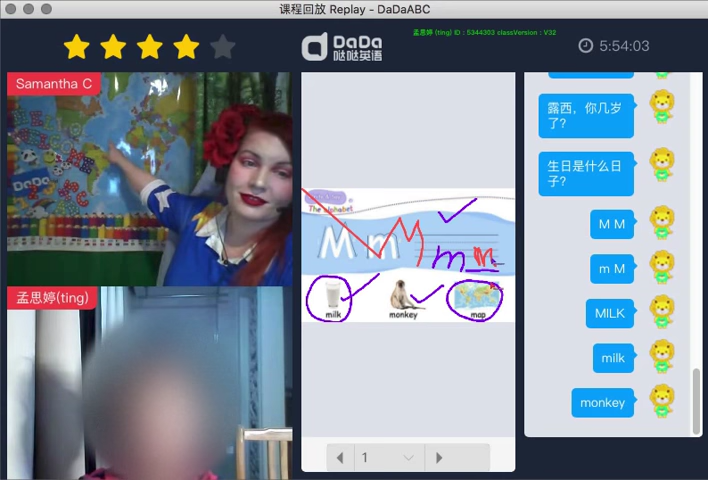 课程回放 Replay - DaDaABC
DaDa
哒哒英语
孟思婷 (ting) ID : 5344303 classVersion : V32
5:54:03
Samantha C
DaDa
ABC
孟思婷(ting)
The alphabet
M m M
m m
milk
monkey
map
1
露西，你几岁
了?
生日是什么日
子?
M M
m M
MILK
milk
monkey